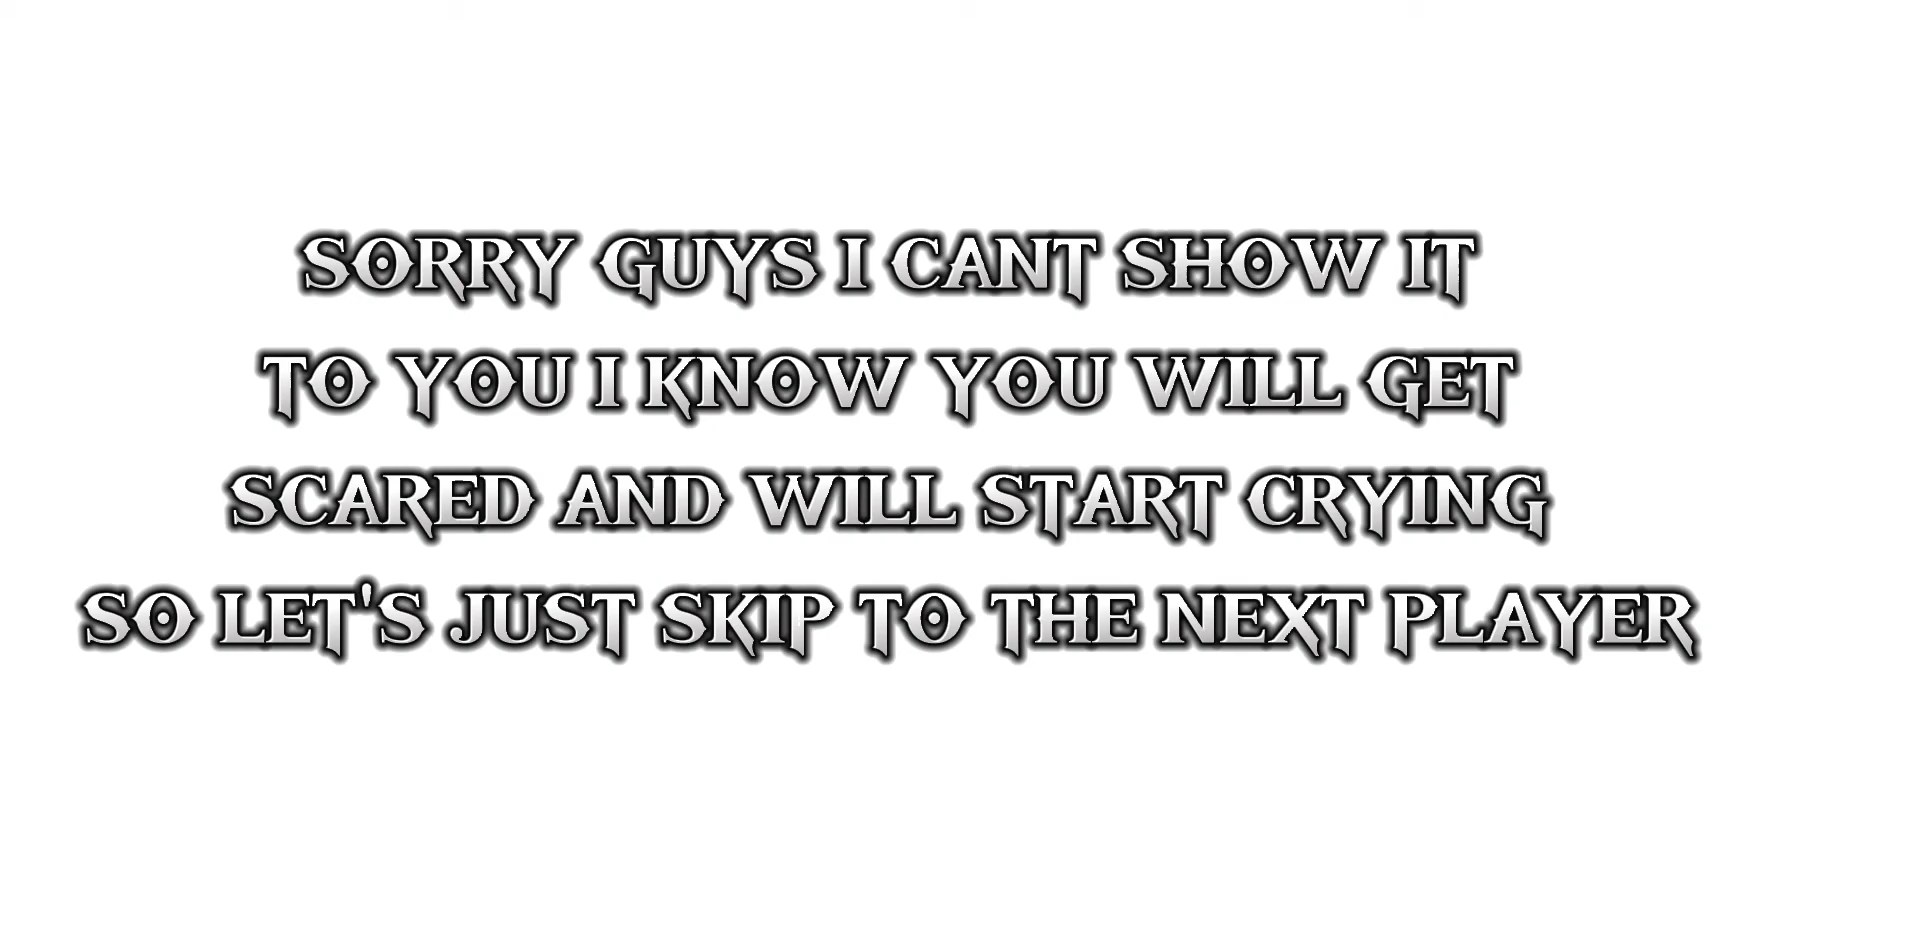 SORRY GUYS I CANT SHOW IT
TO YOU I KNOW YOU WILL GET
SCARED AND WILL START CRYING
SO LET'S JUST SKIP TO THE NEXT PLAYER